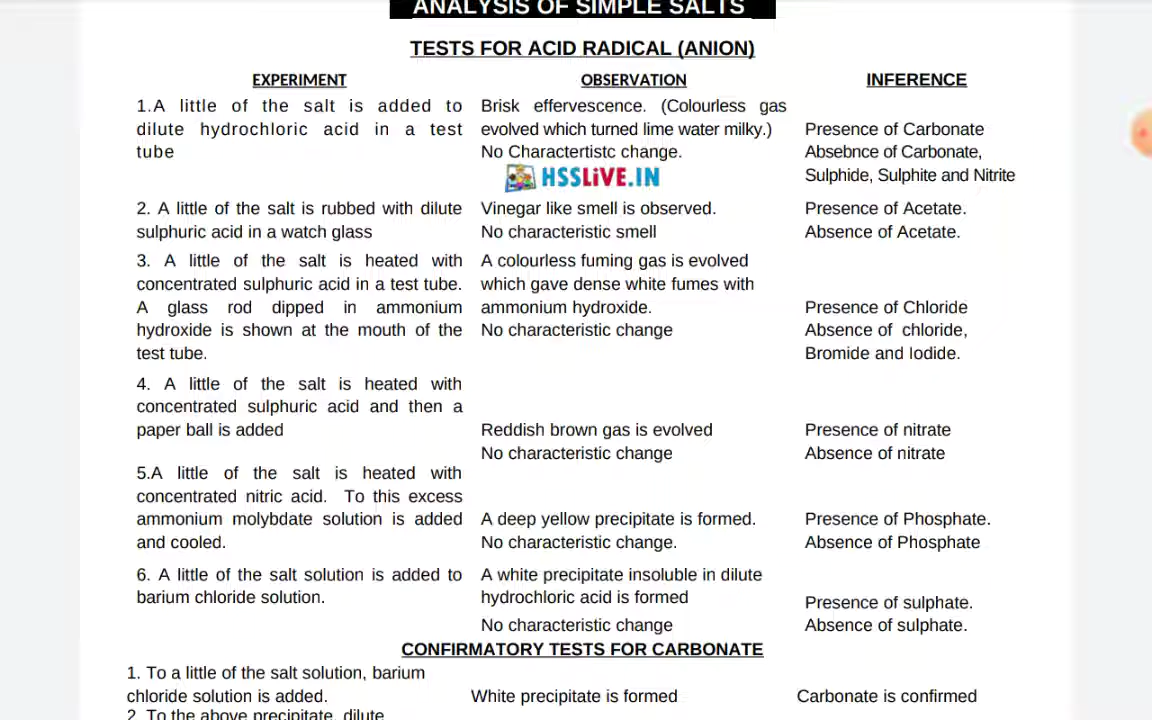 ANALYSIS OF SIMPLE SALTS
TESTS FOR ACID RADICAL (ANION)
EXPERIMENT OBSERVATION INFERENCE
1.A little of the salt is added to
dilute hydrochloric acid in a test
tube
Brisk effervescence. (Colourless gas
evolved which turned lime water milky.)
No Charactertistc change.
HSSLiVE.IN
Presence of Carbonate
Absebnce of Carbonate,
Sulphide, Sulphite and Nitrite
2. A little of the salt is rubbed with dilute
sulphuric acid in a watch glass
Vinegar like smell is observed.
No characteristic smell
Presence of Acetate.
Absence of Acetate.
3. A little of the salt is heated with
concentrated sulphuric acid in a test tube.
A glass rod dipped in ammonium
hydroxide is shown at the mouth of the
test tube.
A colourless fuming gas is evolved
which gave dense white fumes with
ammonium hydroxide.
No characteristic change
Presence of Chloride
Absence of chloride,
Bromide and Iodide.
4. A little of the salt is heated with
concentrated sulphuric acid and then a
paper ball is added
Reddish brown gas is evolved
No characteristic change
Presence of nitrate
Absence of nitrate
5.A little of the salt is heated with
concentrated nitric acid. To this excess
ammonium molybdate solution is added
and cooled.
A deep yellow precipitate is formed.
No characteristic change.
Presence of Phosphate.
Absence of Phosphate
6. A little of the salt solution is added to
barium chloride solution.
A white precipitate insoluble in dilute
hydrochloric acid is formed
No characteristic change
Presence of sulphate.
Absence of sulphate.
CONFIRMATORY TESTS FOR CARBONATE
1. To a little of the salt solution, barium
chloride solution is added.
White precipitate is formed
Carbonate is confirmed
2. To the above precipitate, dilute